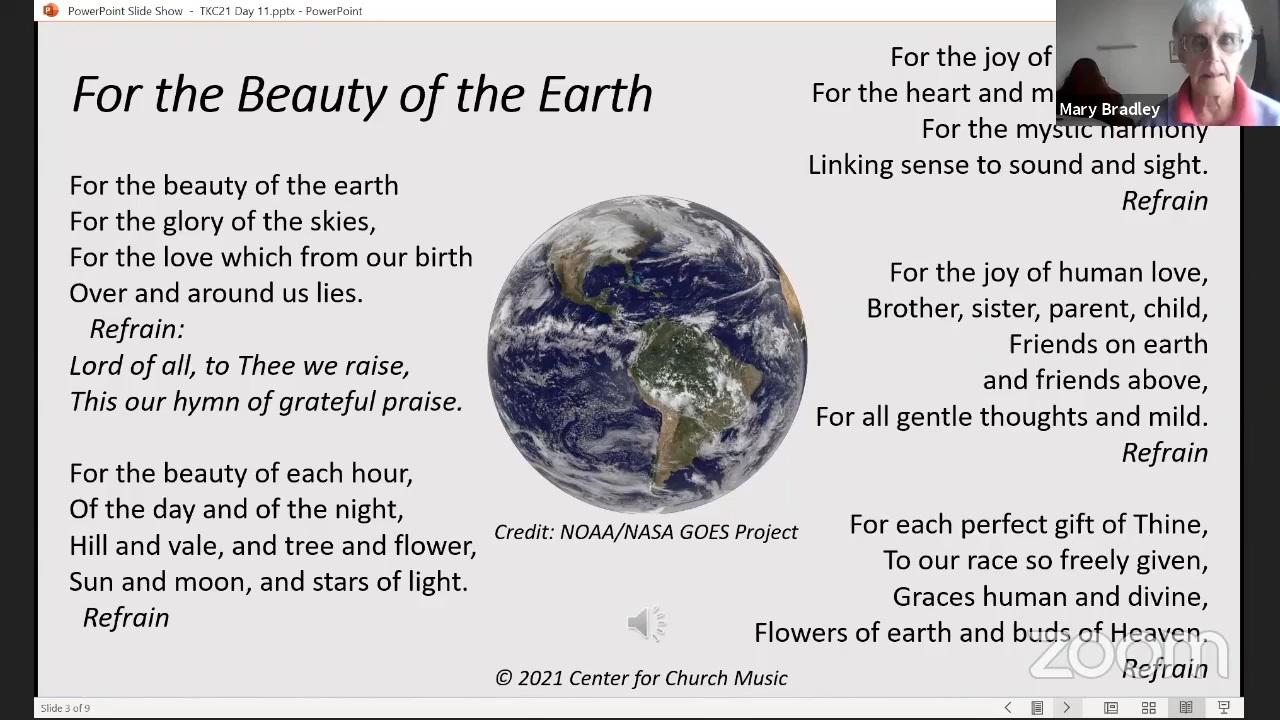 PowerPoint Slide Show - TKC21 Day 11.pptx - PowerPoint
For the Beauty of the Earth
For the beauty of the earth
For the glory of the skies,
For the love which from our birth
Over and around us lies.
Refrain:
Lord of all, to Thee we raise,
This our hymn of grateful praise.
For the beauty of each hour,
Of the day and of the night,
Hill and vale, and tree and flower,
Sun and moon, and stars of light.
Refrain
Credit: NOAA/NASA GOES Project
© 2021 Center for Church Music
For the joy of
For the heart and m
For the mystic harmony
Linking sense to sound and sight.
Refrain
For the joy of human love,
Brother, sister, parent, child,
Friends on earth
and friends above,
For all gentle thoughts and mild.
Refrain
For each perfect gift of Thine,
To our race so freely given,
Graces human and divine,
Flowers of earth and buds of Heaven.
Refrain
Mary Bradley
zoom
Slide 3 of 9